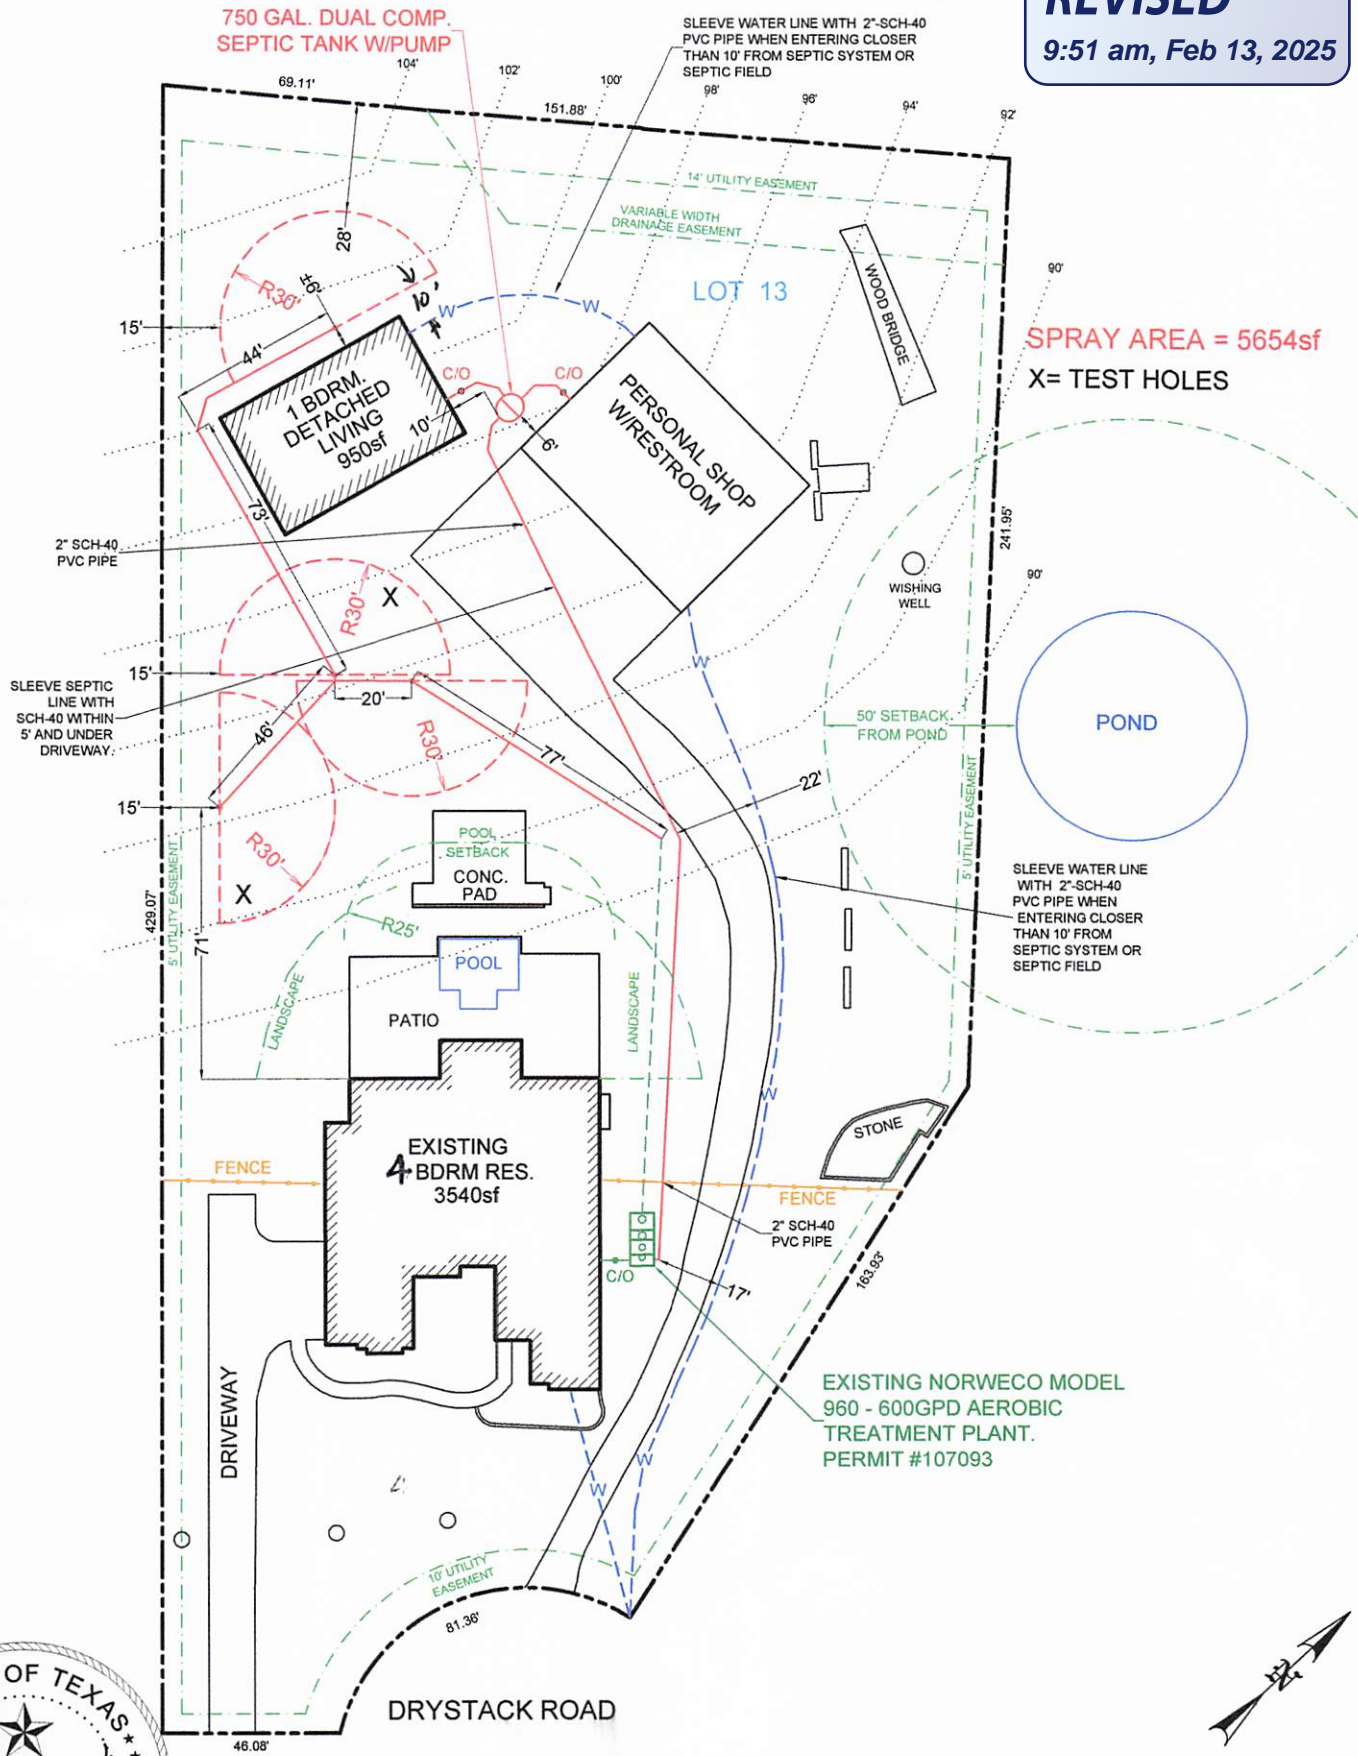 REVISED
9:51 am, Feb 13, 2025
750 GAL. DUAL COMP.
SEPTIC TANK W/PUMP
SLEEVE WATER LINE WITH 2"-SCH-40
PVC PIPE WHEN ENTERING CLOSER
THAN 10' FROM SEPTIC SYSTEM OR
SEPTIC FIELD
69.11'
104'
102'
100'
98'
96'
94'
92'
151.88'
14' UTILITY EASEMENT
VARIABLE WIDTH
DRAINAGE EASEMENT
28'
R30'
±6'
10'
W
W
LOT 13
WOOD BRIDGE
90'
15'
44'
SPRAY AREA = 5654sf
X= TEST HOLES
1 BDRM.
DETACHED
LIVING
950sf
C/O
C/O
10'
6'
PERSONAL SHOP
W/RESTROOM
73'
2" SCH-40
PVC PIPE
241.95'
WISHING
WELL
90'
R30'
X
15'
W
SLEEVE SEPTIC
LINE WITH
SCH-40 WITHIN
5' AND UNDER
DRIVEWAY.
20'
46'
R30'
77'
50' SETBACK
FROM POND
POND
22'
15'
5' UTILITY EASEMENT
R30'
X
POOL
SETBACK
CONC.
PAD
SLEEVE WATER LINE
WITH 2"-SCH-40
PVC PIPE WHEN
ENTERING CLOSER
THAN 10' FROM
SEPTIC SYSTEM OR
SEPTIC FIELD
429.07'
5' UTILITY EASEMENT
71'
R25'
POOL
LANDSCAPE
LANDSCAPE
PATIO
W
STONE
EXISTING
4 BDRM RES.
3540sf
FENCE
FENCE
2" SCH-40
PVC PIPE
C/O
17'
163.93'
EXISTING NORWECO MODEL
960 - 600GPD AEROBIC
TREATMENT PLANT.
PERMIT #107093
DRIVEWAY
W
W
10' UTILITY
EASEMENT
81.36'
OF TEXAS
DRYSTACK ROAD
N
46.08'